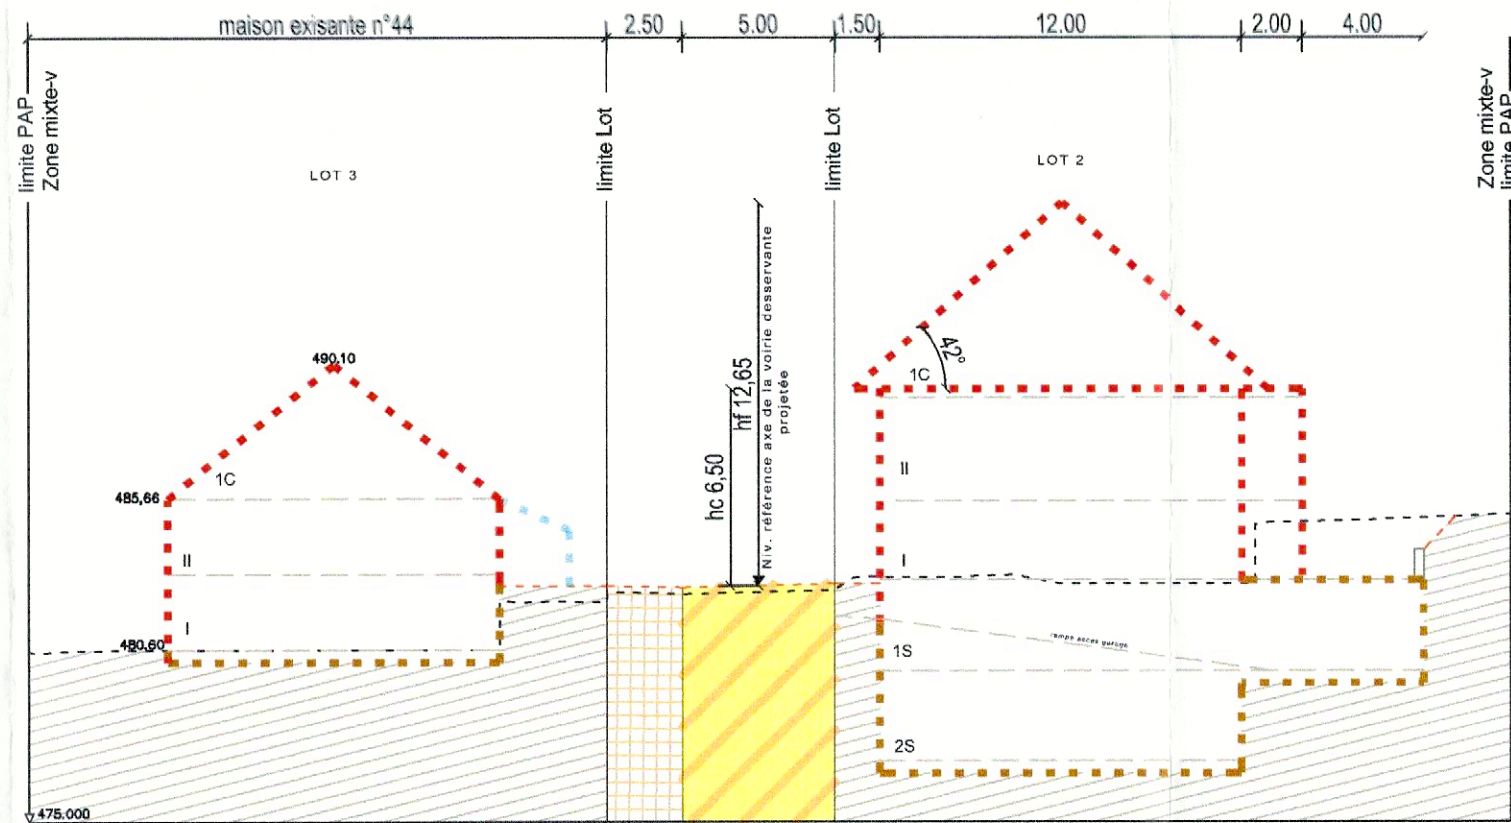 maison exisante n°44
2.50
5.00
1.50
12.00
2.00
4.00
limite PAP
Zone mixte-v
limite Lot
limite Lot
Zone mixte-v
limite PAP
LOT 3
LOT 2
490,10
485,66
480,60
1C
II
I
hc 6,50
hf 12,65
Niv. référence axe de la voirie desservante
projetée
42°
1C
II
I
rampe acces garage
1S
2S
475.000